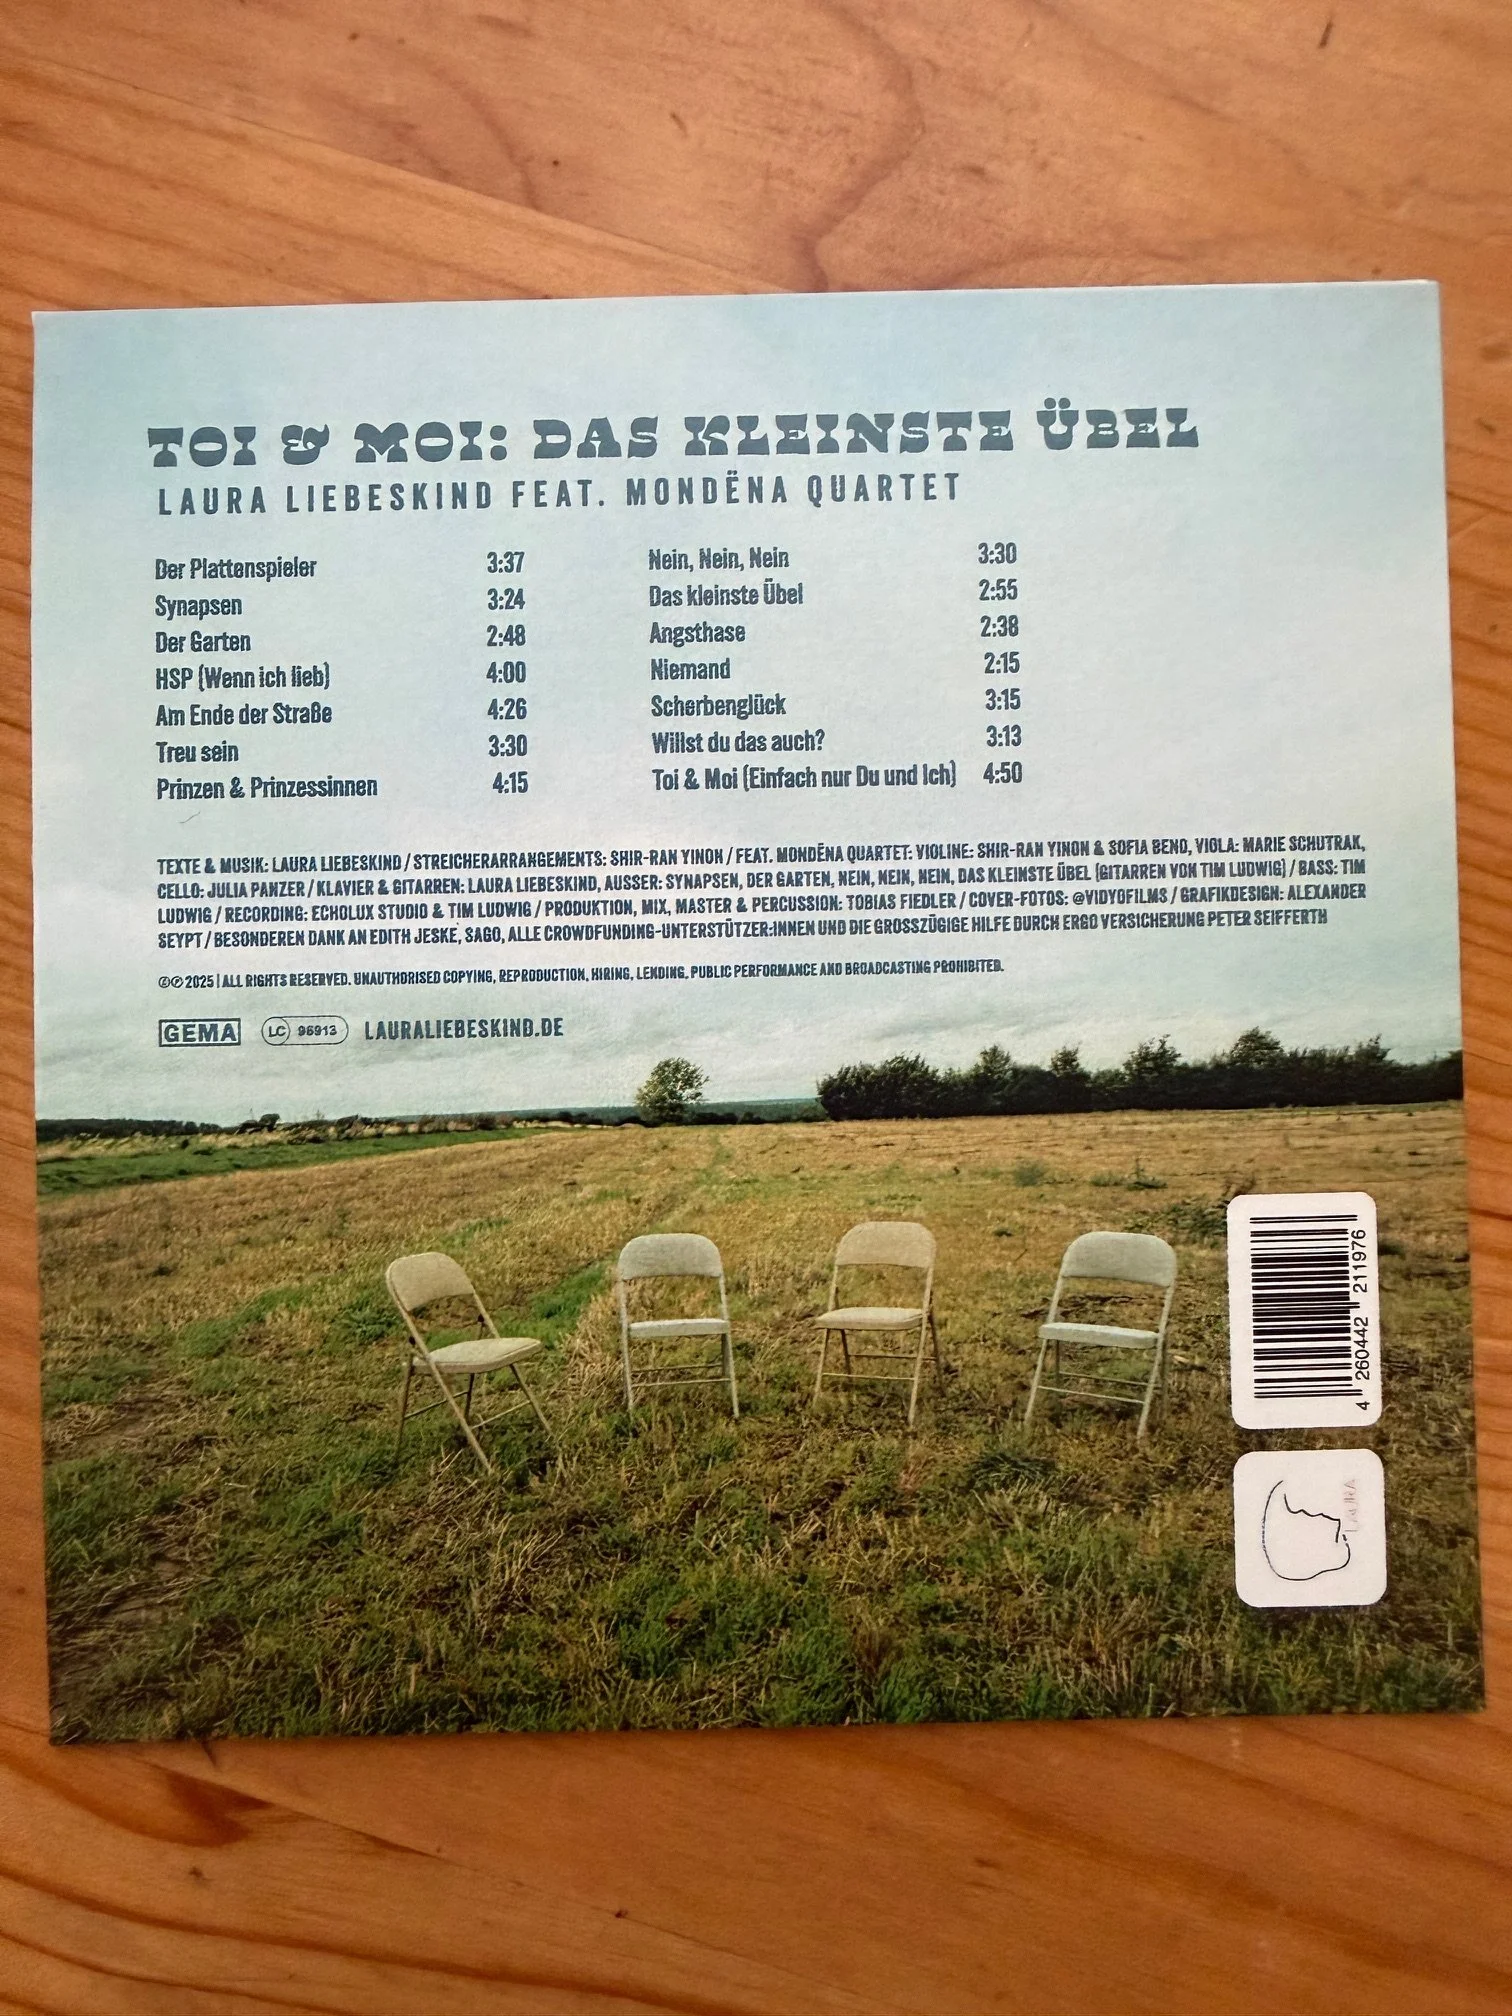 TOI & MOI: DAS KLEINSTE ÜBEL
LAURA LIEBESKIND FEAT. MONDËNA QUARTET
Der Plattenspieler 3:37
Synapsen 3:24
Der Garten 2:48
HSP (Wenn ich lieb) 4:00
Am Ende der Straße 4:26
Treu sein 3:30
Prinzen & Prinzessinnen 4:15
Nein, Nein, Nein 3:30
Das kleinste Übel 2:55
Angsthase 2:38
Niemand 2:15
Scherbenglück 3:15
Willst du das auch? 3:13
Toi & Moi (Einfach nur Du und Ich) 4:50
TEXTE & MUSIK: LAURA LIEBESKIND / STREICHERARRANGEMENTS: SHIR-RAN YINON / FEAT. MONDËNA QUARTET: VIOLINE: SHIR-RAN YINON & SOFIA BENO, VIOLA: MARIE SCHUTRAK,
CELLO: JULIA PANZER / KLAVIER & GITARREN: LAURA LIEBESKIND, AUSSER: SYNAPSEN, DER GARTEN, NEIN, NEIN, NEIN, DAS KLEINSTE ÜBEL (GITARREN VON TIM LUDWIG) / BASS: TIM
LUDWIG / RECORDING: ECHOLUX STUDIO & TIM LUDWIG / PRODUKTION, MIX, MASTER & PERCUSSION: TOBIAS FIEDLER / COVER-FOTOS: @VIDYOFILMS / GRAFIKDESIGN: ALEXANDER
SEYPT / BESONDEREN DANK AN EDITH JESKE, SAGO, ALLE CROWDFUNDING-UNTERSTÜTZER:INNEN UND DIE GROSSZÜGIGE HILFE DURCH ERGO VERSICHERUNG PETER SEIFFERTH
©℗ 2025 | ALL RIGHTS RESERVED. UNAUTHORISED COPYING, REPRODUCTION, HIRING, LENDING, PUBLIC PERFORMANCE AND BROADCASTING PROHIBITED.
GEMA LC 96913 LAURALIEBESKIND.DE
4 260442 211976
LAURA